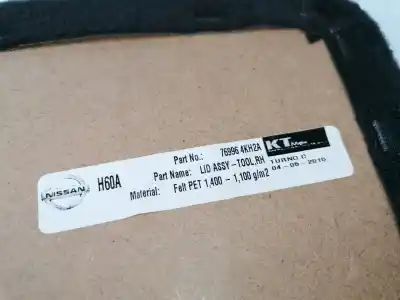 NISSAN
H60A
Part No.: 76996 4KH2A
Part Name: LID ASSY-TOOL,RH
Material: Felt PET 1,400 - 1,100 g/m2
KT
TURNO C
04-05-2010